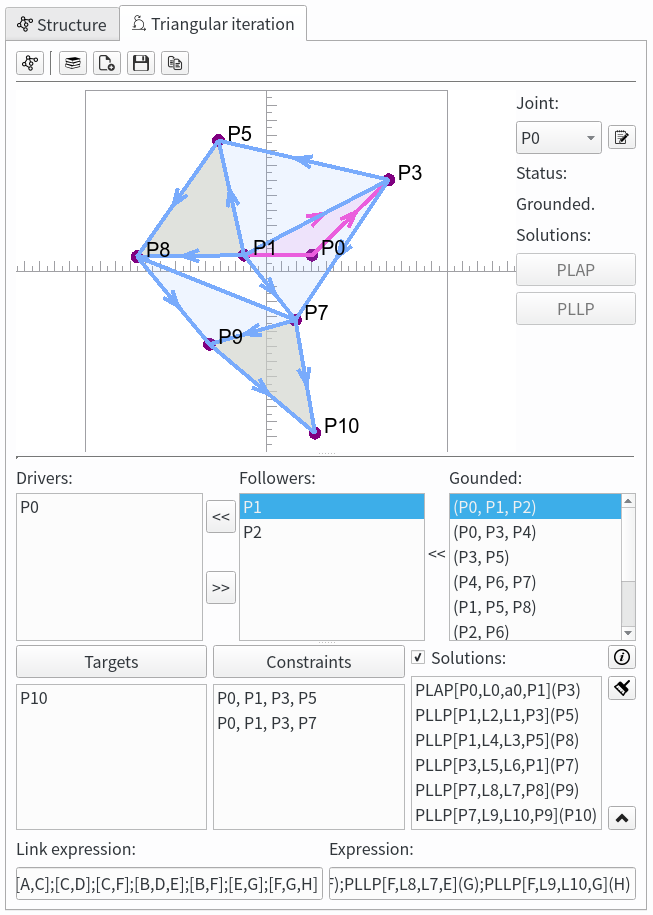 Structure
Triangular iteration
Joint:
P0
Status:
Grounded.
Solutions:
PLAP
PLLP
P5
P3
P8
P1
P0
P7
P9
P10
Drivers:
Followers:
Gounded:
P0
<<
>>
P1
P2
<<
(P0, P1, P2)
(P0, P3, P4)
(P3, P5)
(P4, P6, P7)
(P1, P5, P8)
(P2, P6)
Targets
Constraints
Solutions:
P10
P0, P1, P3, P5
P0, P1, P3, P7
PLAP[P0,L0,a0,P1](P3)
PLLP[P1,L2,L1,P3](P5)
PLLP[P1,L4,L3,P5](P8)
PLLP[P3,L5,L6,P1](P7)
PLLP[P7,L8,L7,P8](P9)
PLLP[P7,L9,L10,P9](P10)
Link expression:
Expression:
[A,C];[C,D];[C,F];[B,D,E];[B,F];[E,G];[F,G,H]
);PLLP[F,L8,L7,E](G);PLLP[F,L9,L10,G](H)